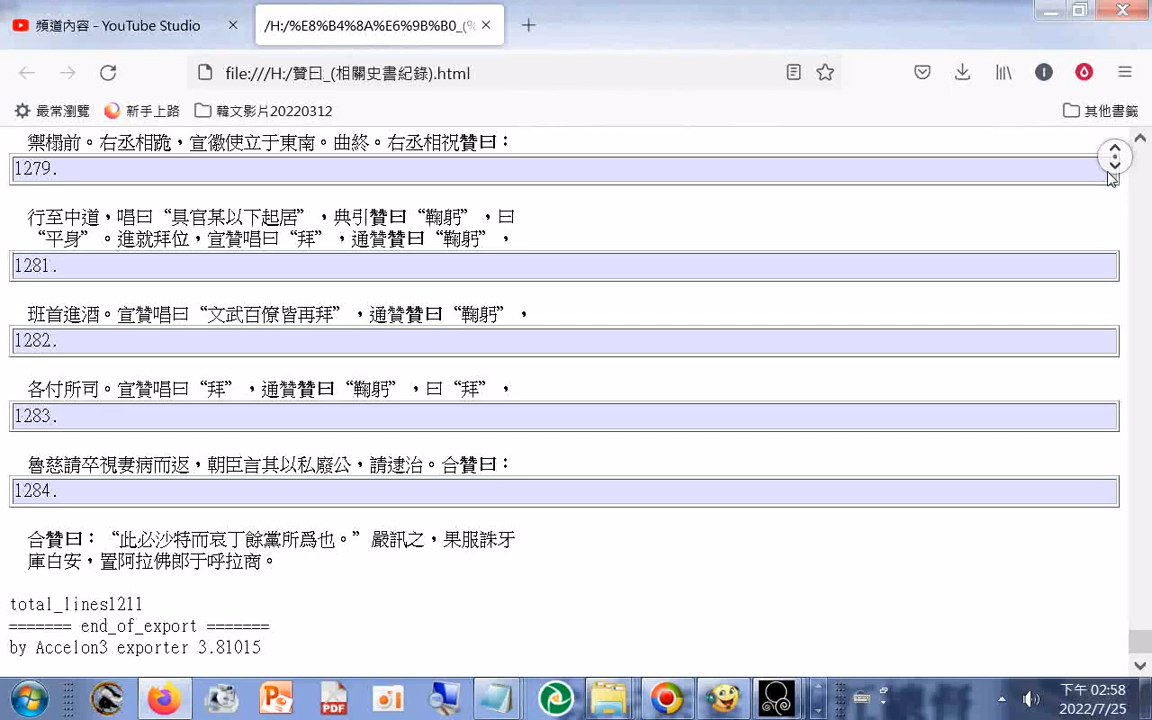 頻道內容 - YouTube Studio
/H:/%E8%B4%8A%E6%9B%B0_(%
file:///H:/贊曰_(相關史書紀錄).html
最常瀏覽
新手上路
韓文影片20220312
其他書籤
禦榻前。右丞相跪，宣徽使立于東南。曲終。右丞相祝贊曰：
1279.
行至中道，唱曰“具官某以下起居”，典引贊曰“鞠躬”，曰
“平身”。進就拜位，宣贊唱曰“拜”，通贊贊曰“鞠躬”，
1281.
班首進酒。宣贊唱曰“文武百僚皆再拜”，通贊贊曰“鞠躬”，
1282.
各付所司。宣贊唱曰“拜”，通贊贊曰“鞠躬”，曰“拜”，
1283.
魯慈請卒視妻病而返，朝臣言其以私廢公，請逮治。合贊曰：
1284.
合贊曰：“此必沙特而哀丁餘黨所爲也。”嚴訊之，果服誅牙
庫白安，置阿拉佛郎于呼拉商。
total_lines1211
======= end_of_export =======
by Accelon3 exporter 3.81015
PDF
下午 02:58
2022/7/25